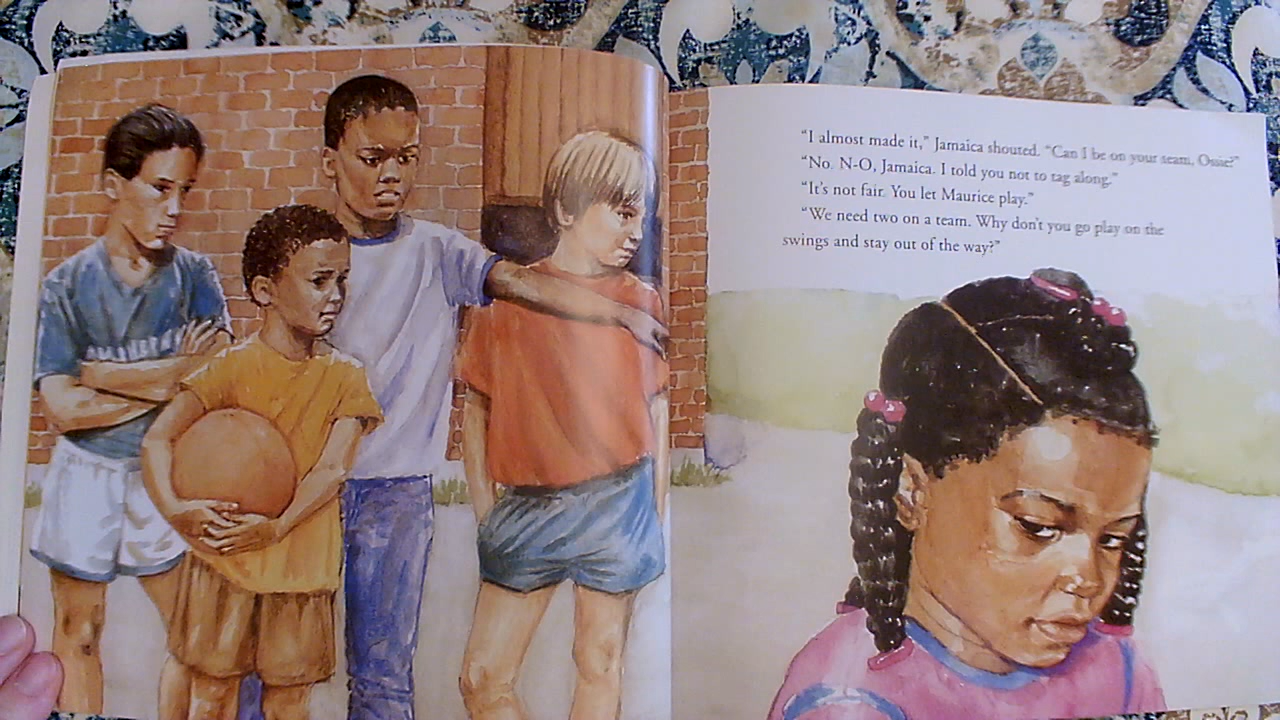 “I almost made it,” Jamaica shouted. “Can I be on your team, Ossie?”
“No. N-O, Jamaica. I told you not to tag along.”
“It’s not fair. You let Maurice play.”
“We need two on a team. Why don’t you go play on the
swings and stay out of the way?”